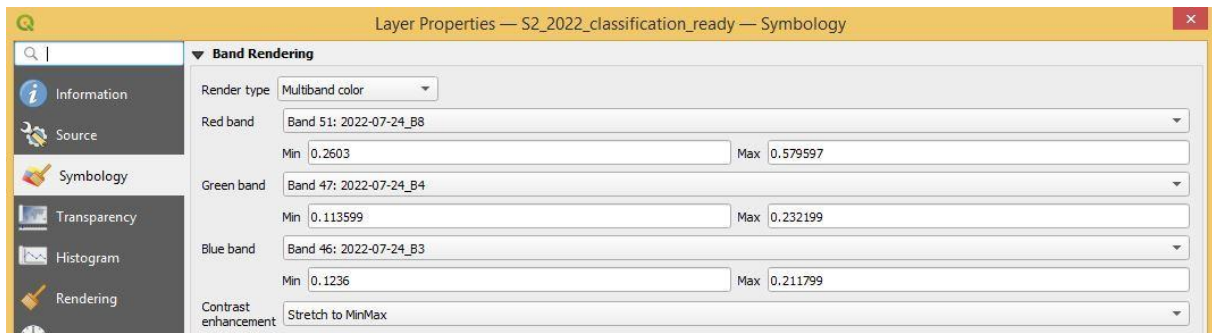 Layer Properties — S2_2022_classification_ready — Symbology
Band Rendering
Information
Render type Multiband color
Source
Red band Band 51: 2022-07-24_B8
Min 0.2603 Max 0.579597
Symbology
Green band Band 47: 2022-07-24_B4
Transparency
Min 0.113599 Max 0.232199
Histogram
Blue band Band 46: 2022-07-24_B3
Min 0.1236 Max 0.211799
Rendering
Contrast
enhancement Stretch to MinMax